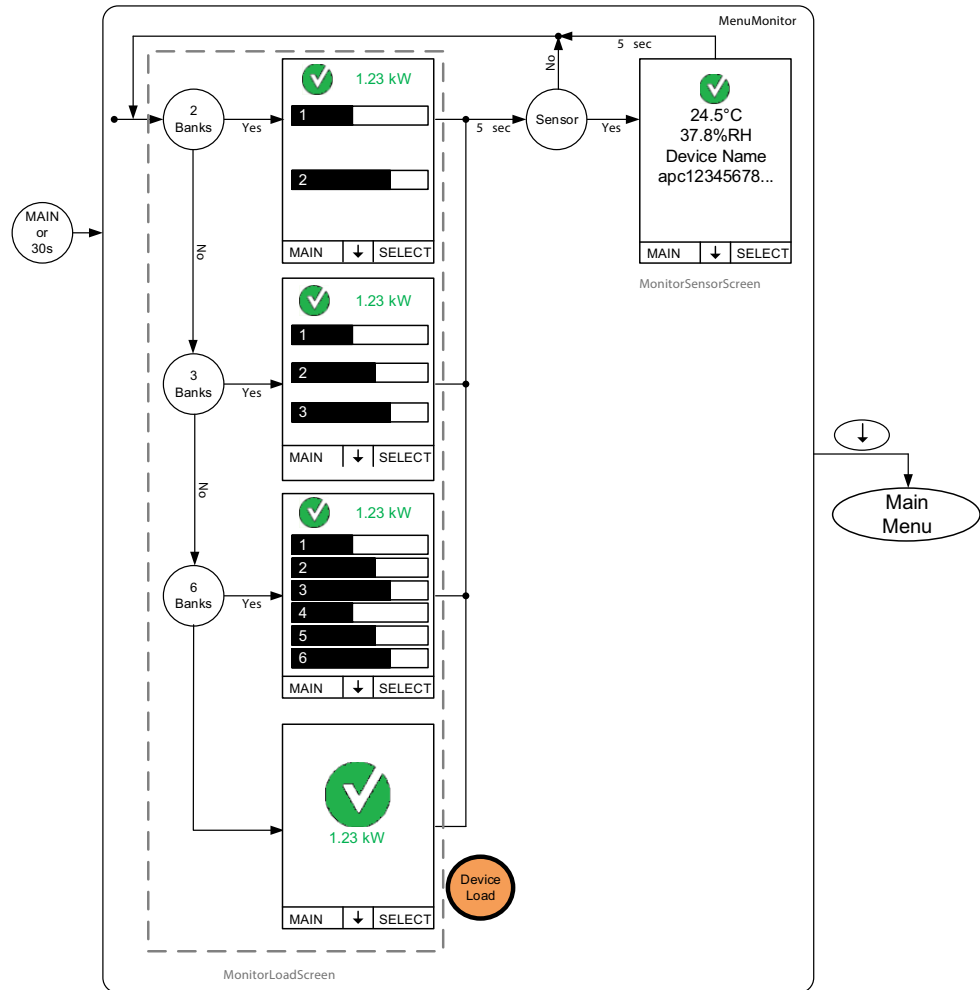 MenuMonitor
5 sec
No
2
Banks
Yes
1.23 kW
1
2
MAIN ↓ SELECT
5 sec
Sensor
Yes
24.5°C
37.8%RH
Device Name
apc12345678...
MAIN ↓ SELECT
MonitorSensorScreen
MAIN
or
30s
No
3
Banks
Yes
1.23 kW
1
2
3
MAIN ↓ SELECT
↓
Main
Menu
No
6
Banks
Yes
1.23 kW
1
2
3
4
5
6
MAIN ↓ SELECT
1.23 kW
MAIN ↓ SELECT
Device
Load
MonitorLoadScreen